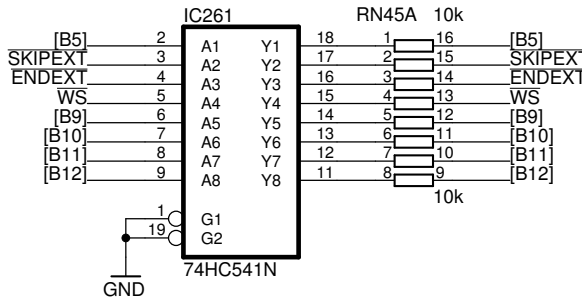 IC261 RN45A 10k
[B5] 2 A1 Y1 18 1 16 [B5]
SKIPEXT 3 A2 Y2 17 2 15 SKIPEXT
ENDEXT 4 A3 Y3 16 3 14 ENDEXT
WS 5 A4 Y4 15 4 13 WS
[B9] 6 A5 Y5 14 5 12 [B9]
[B10] 7 A6 Y6 13 6 11 [B10]
[B11] 8 A7 Y7 12 7 10 [B11]
[B12] 9 A8 Y8 11 8 9 [B12]
10k
1 G1
19 G2
74HC541N
GND